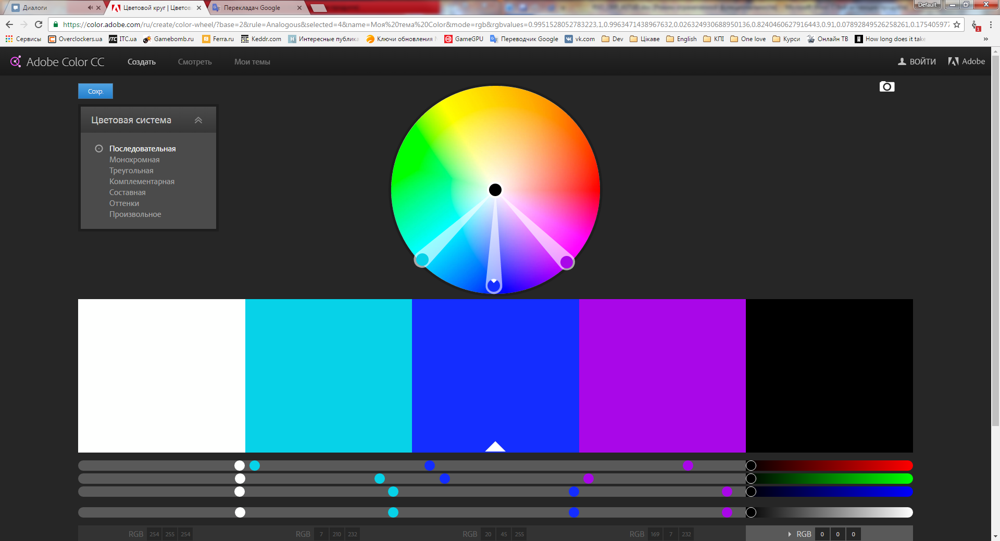 Диалоги
Цветовой круг | Цветов
Перекладач Google
Default
https://color.adobe.com/ru/create/color-wheel/?base=2&rule=Analogous&selected=4&name=Моя%20тема%20Color&mode=rgb&rgbvalues=0.9951528052783223,1,0.9963471438967632,0.026324930688950136,0.8240460627916443,0.91,0.07892849526258261,0.175405977
Сервисы Overclockers.ua ITC.ua Gamebomb.ru Ferra.ru Keddr.com Интересные публика Ключи обновления GameGPU Переводчик Google vk.com Dev Цікаве English КПІ One love Курси Онлайн ТВ How long does it take
Adobe Color CC Создать Смотреть Мои темы ВОЙТИ Adobe
Сохр.
Цветовая система
Последовательная
Монохромная
Треугольная
Комплементарная
Составная
Оттенки
Произвольное
RGB 254 255 254 RGB 7 210 232 RGB 20 45 255 RGB 169 7 232 RGB 0 0 0